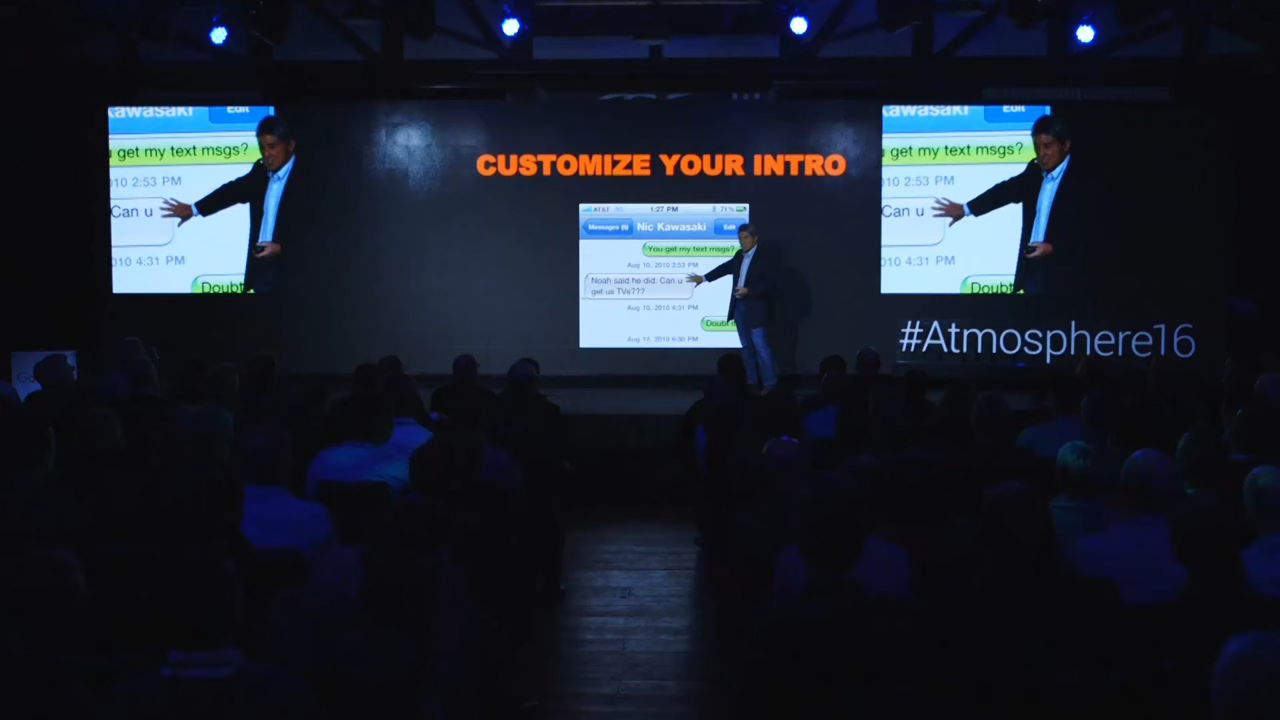 CUSTOMIZE YOUR INTRO
AT&T 3G 1:27 PM 71%
Messages (6) Nic Kawasaki Edit
You get my text msgs?
Aug 10, 2010 2:53 PM
Noah said he did. Can u
get us TVs???
Aug 10, 2010 4:31 PM
Doubt
Aug 12, 2010 6:30 PM
awasaki Edit
get my text msgs?
010 2:53 PM
Can u
010 4:31 PM
Doubt
awasaki Edit
get my text msgs?
010 2:53 PM
Can u
010 4:31 PM
Doubt
#Atmosphere16